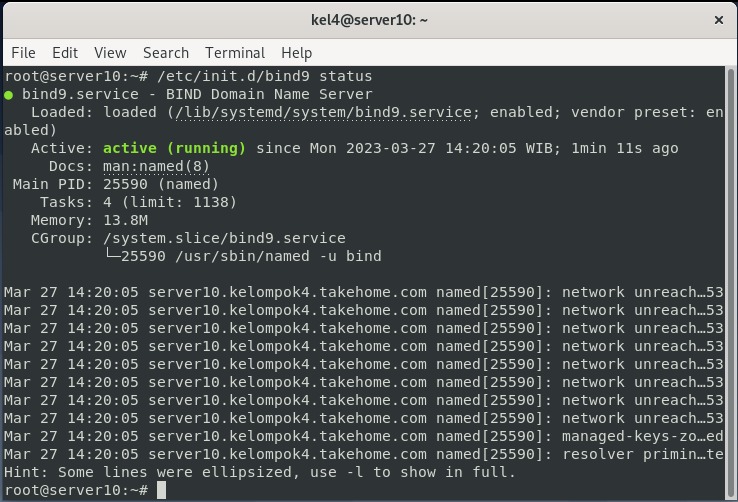 kel4@server10: ~
×
File Edit View Search Terminal Help
root@server10:~# /etc/init.d/bind9 status
● bind9.service - BIND Domain Name Server
   Loaded: loaded (/lib/systemd/system/bind9.service; enabled; vendor preset: en
abled)
   Active: active (running) since Mon 2023-03-27 14:20:05 WIB; 1min 11s ago
     Docs: man:named(8)
 Main PID: 25590 (named)
    Tasks: 4 (limit: 1138)
   Memory: 13.8M
   CGroup: /system.slice/bind9.service
           └─25590 /usr/sbin/named -u bind
Mar 27 14:20:05 server10.kelompok4.takehome.com named[25590]: network unreach…53
Mar 27 14:20:05 server10.kelompok4.takehome.com named[25590]: network unreach…53
Mar 27 14:20:05 server10.kelompok4.takehome.com named[25590]: network unreach…53
Mar 27 14:20:05 server10.kelompok4.takehome.com named[25590]: network unreach…53
Mar 27 14:20:05 server10.kelompok4.takehome.com named[25590]: network unreach…53
Mar 27 14:20:05 server10.kelompok4.takehome.com named[25590]: network unreach…53
Mar 27 14:20:05 server10.kelompok4.takehome.com named[25590]: network unreach…53
Mar 27 14:20:05 server10.kelompok4.takehome.com named[25590]: network unreach…53
Mar 27 14:20:05 server10.kelompok4.takehome.com named[25590]: managed-keys-zo…ed
Mar 27 14:20:05 server10.kelompok4.takehome.com named[25590]: resolver primin…te
Hint: Some lines were ellipsized, use -l to show in full.
root@server10:~#